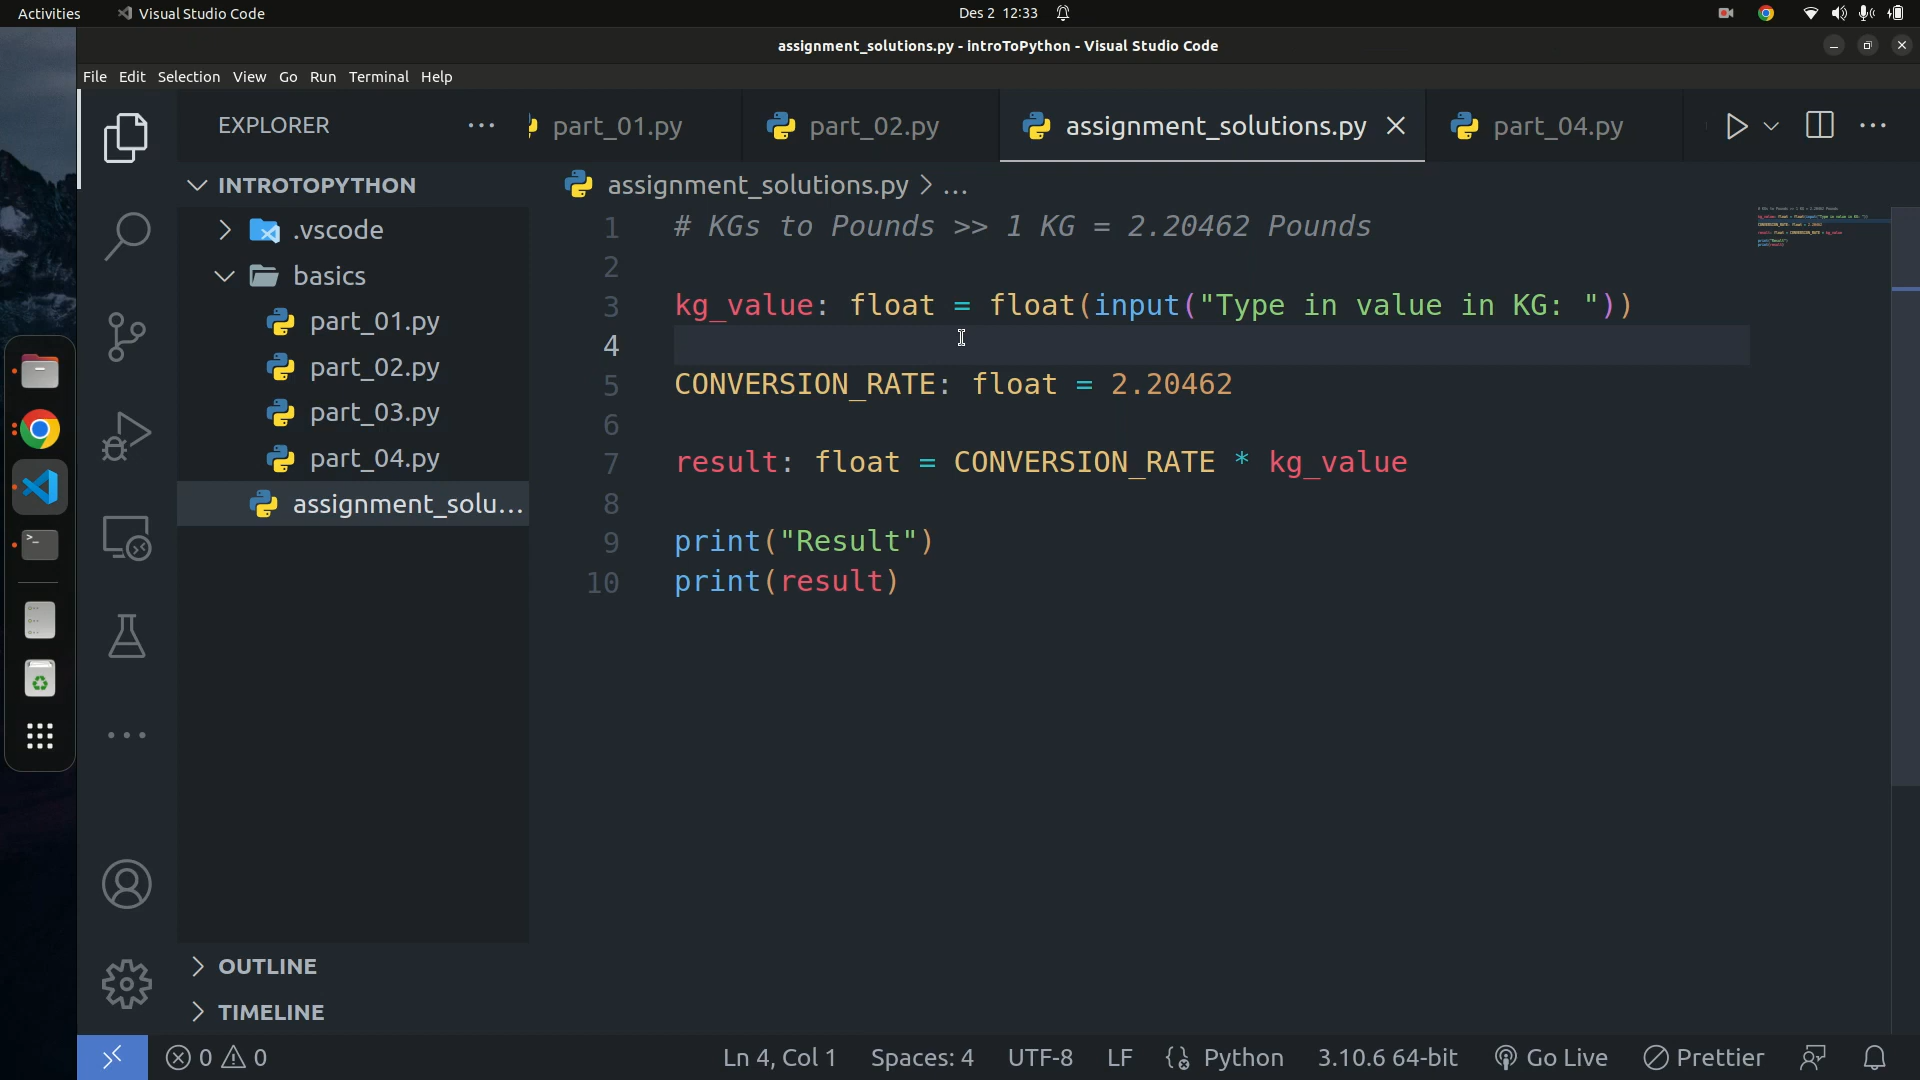 Activities
Visual Studio Code
Des 2 12:33
assignment_solutions.py - introToPython - Visual Studio Code
File Edit Selection View Go Run Terminal Help
EXPLORER
part_01.py
part_02.py
assignment_solutions.py
part_04.py
INTROTOPYTHON
assignment_solutions.py > ...
.vscode
basics
part_01.py
part_02.py
part_03.py
part_04.py
assignment_solu...
1 # KGs to Pounds >> 1 KG = 2.20462 Pounds
2
3 kg_value: float = float(input("Type in value in KG: "))
4
5 CONVERSION_RATE: float = 2.20462
6
7 result: float = CONVERSION_RATE * kg_value
8
9 print("Result")
10 print(result)
OUTLINE
TIMELINE
0 0
Ln 4, Col 1
Spaces: 4
UTF-8
LF
Python
3.10.6 64-bit
Go Live
Prettier